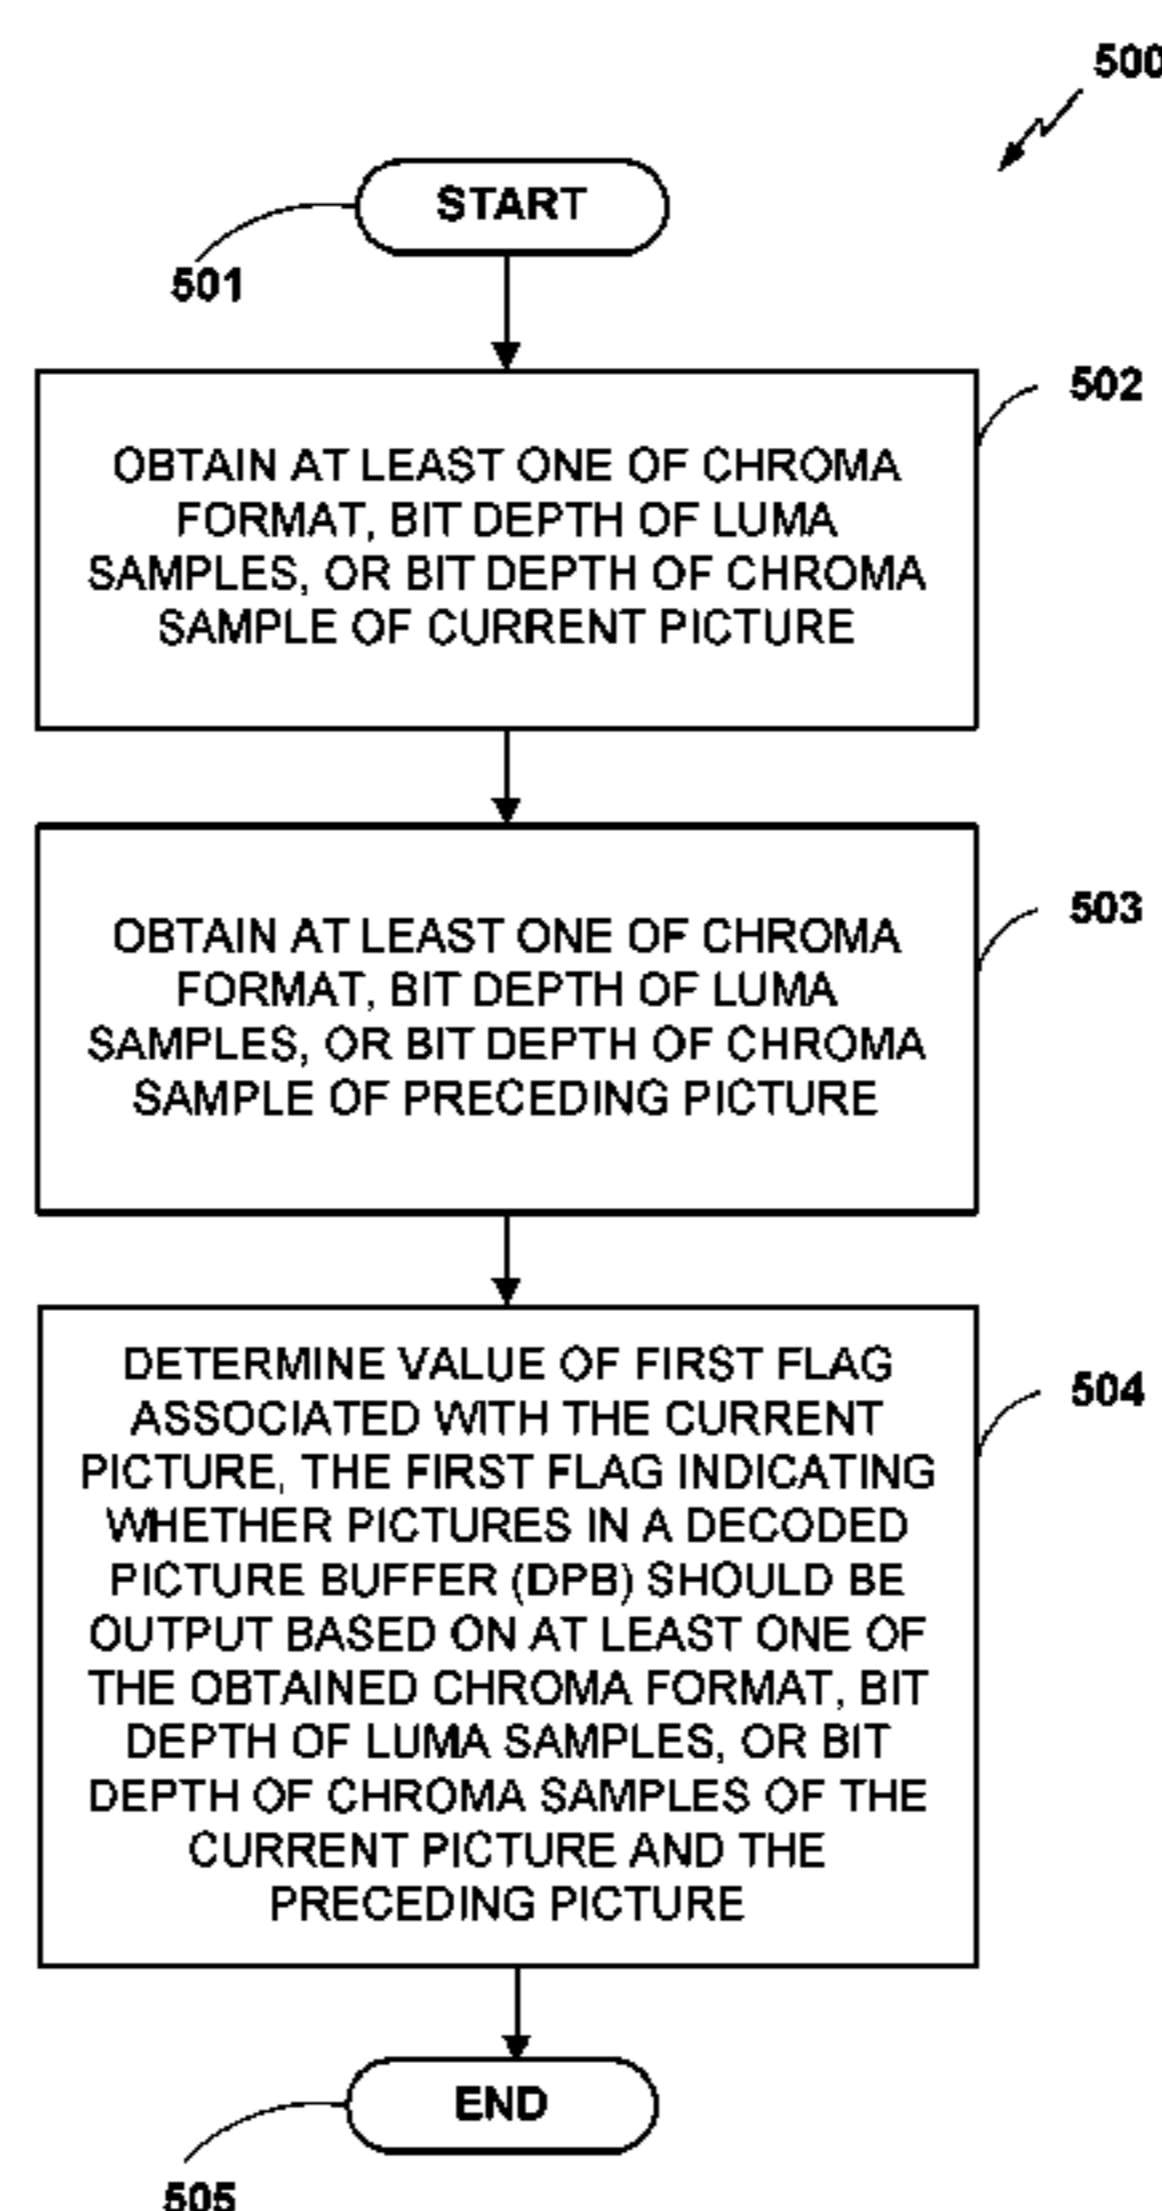 500
START
501
502
OBTAIN AT LEAST ONE OF CHROMA
FORMAT, BIT DEPTH OF LUMA
SAMPLES, OR BIT DEPTH OF CHROMA
SAMPLE OF CURRENT PICTURE
503
OBTAIN AT LEAST ONE OF CHROMA
FORMAT, BIT DEPTH OF LUMA
SAMPLES, OR BIT DEPTH OF CHROMA
SAMPLE OF PRECEDING PICTURE
504
DETERMINE VALUE OF FIRST FLAG
ASSOCIATED WITH THE CURRENT
PICTURE, THE FIRST FLAG INDICATING
WHETHER PICTURES IN A DECODED
PICTURE BUFFER (DPB) SHOULD BE
OUTPUT BASED ON AT LEAST ONE OF
THE OBTAINED CHROMA FORMAT, BIT
DEPTH OF LUMA SAMPLES, OR BIT
DEPTH OF CHROMA SAMPLES OF THE
CURRENT PICTURE AND THE
PRECEDING PICTURE
END
505